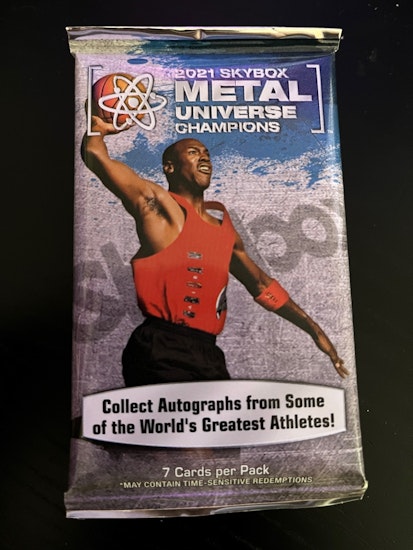 2021 SKYBOX
METAL
UNIVERSE
CHAMPIONS
Collect Autographs from Some
of the World's Greatest Athletes!
7 Cards per Pack
*MAY CONTAIN TIME-SENSITIVE REDEMPTIONS